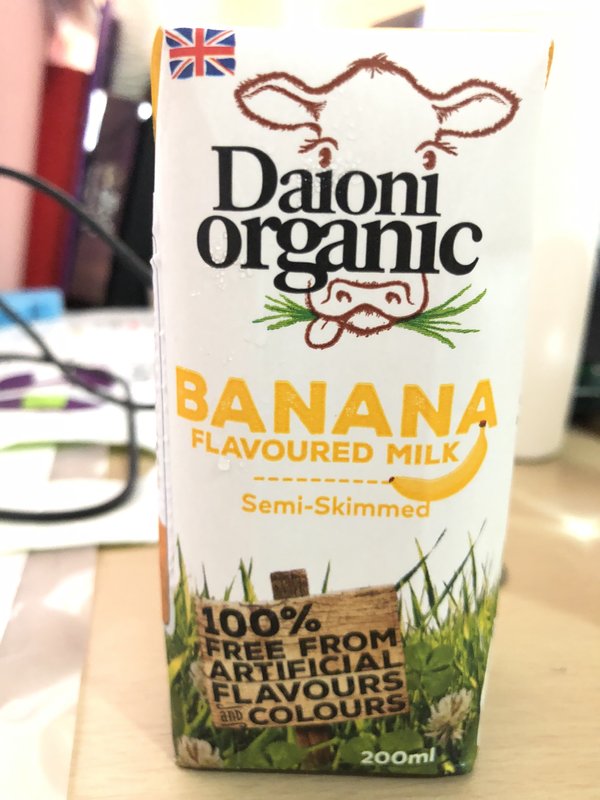 Daioni
organic
BANANA
FLAVOURED MILK
Semi-Skimmed
100%
FREE FROM
ARTIFICIAL
FLAVOURS
and COLOURS
200ml